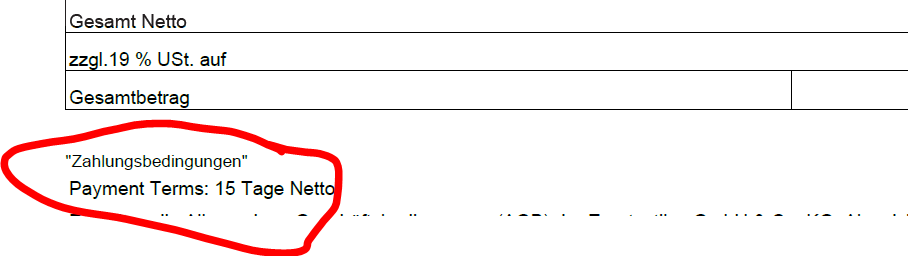 Gesamt Netto
zzgl.19 % USt. auf
Gesamtbetrag
"Zahlungsbedingungen"
Payment Terms: 15 Tage Netto